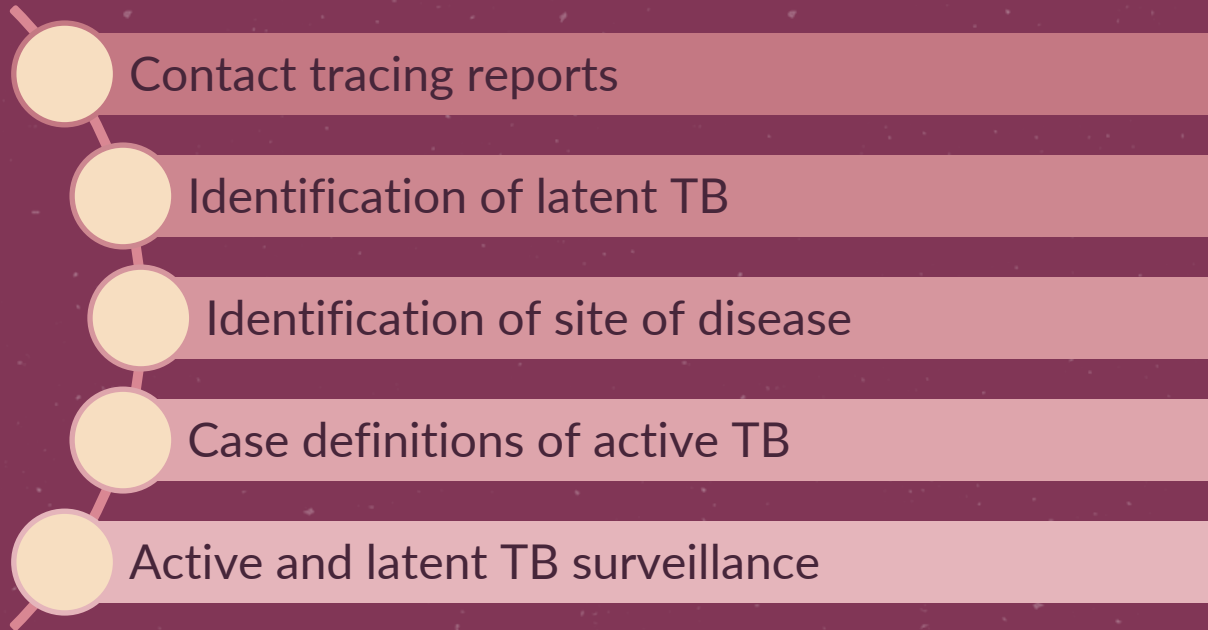 Contact tracing reports
Identification of latent TB
Identification of site of disease
Case definitions of active TB
Active and latent TB surveillance